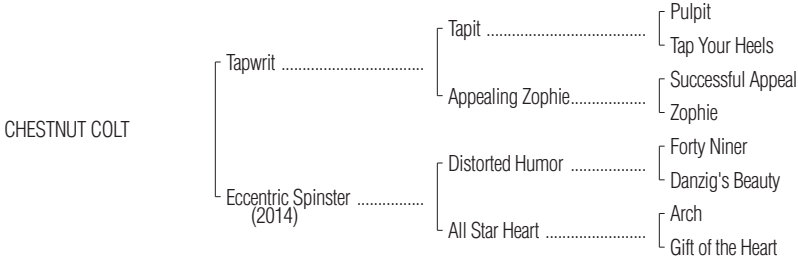 CHESTNUT COLT
Tapwrit ..................................
Eccentric Spinster ................
(2014)
Tapit ......................................
Appealing Zophie..................
Distorted Humor ..................
All Star Heart ........................
Pulpit
Tap Your Heels
Successful Appeal
Zophie
Forty Niner
Danzig's Beauty
Arch
Gift of the Heart